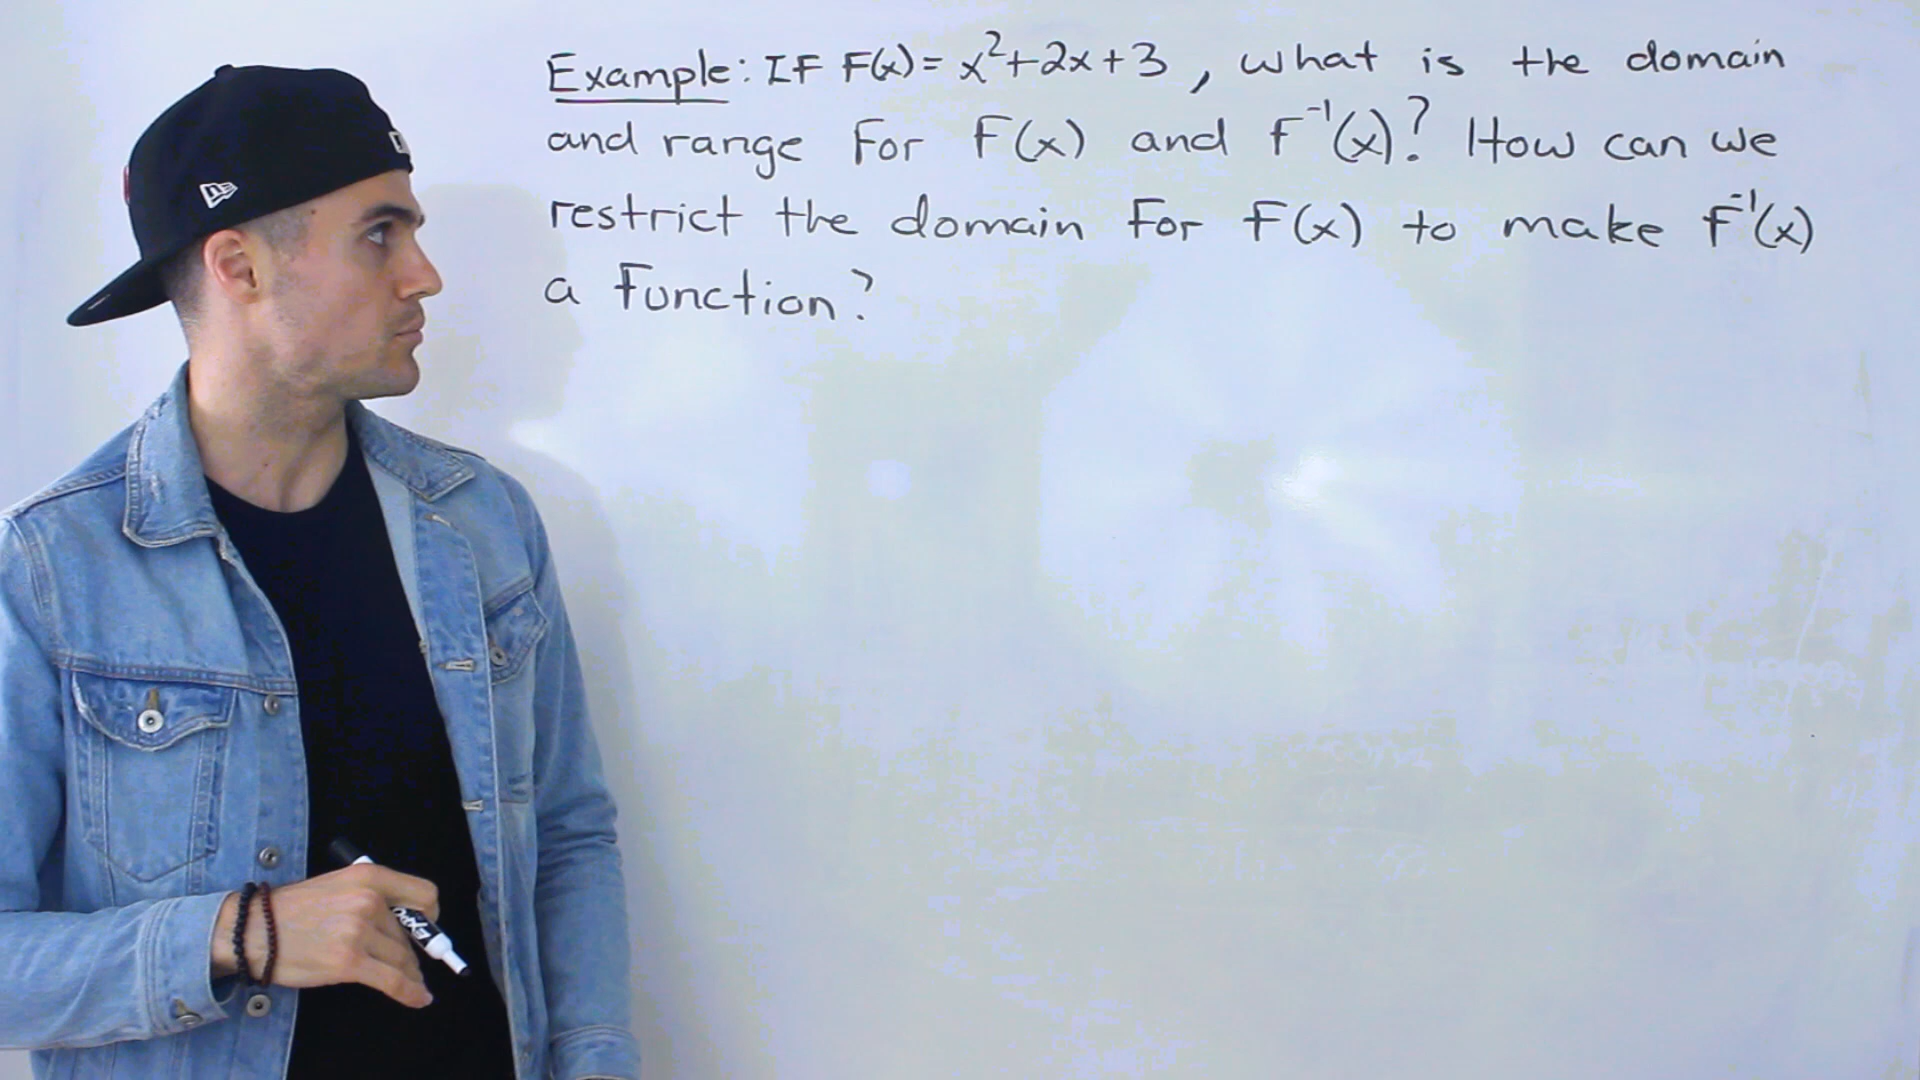 Example: IF F(x) = x²+2x+3, what is the domain
and range For F(x) and f⁻¹(x)? How can we
restrict the domain For F(x) to make F⁻¹(x)
a Function?
EXPO